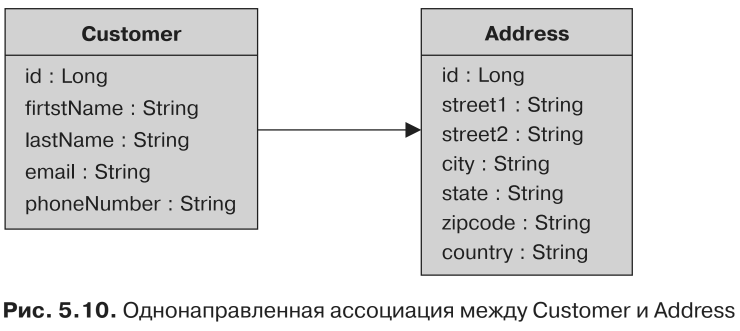 Customer
id : Long
firtstName : String
lastName : String
email : String
phoneNumber : String
Address
id : Long
street1 : String
street2 : String
city : String
state : String
zipcode : String
country : String
Рис. 5.10. Однонаправленная ассоциация между Customer и Address